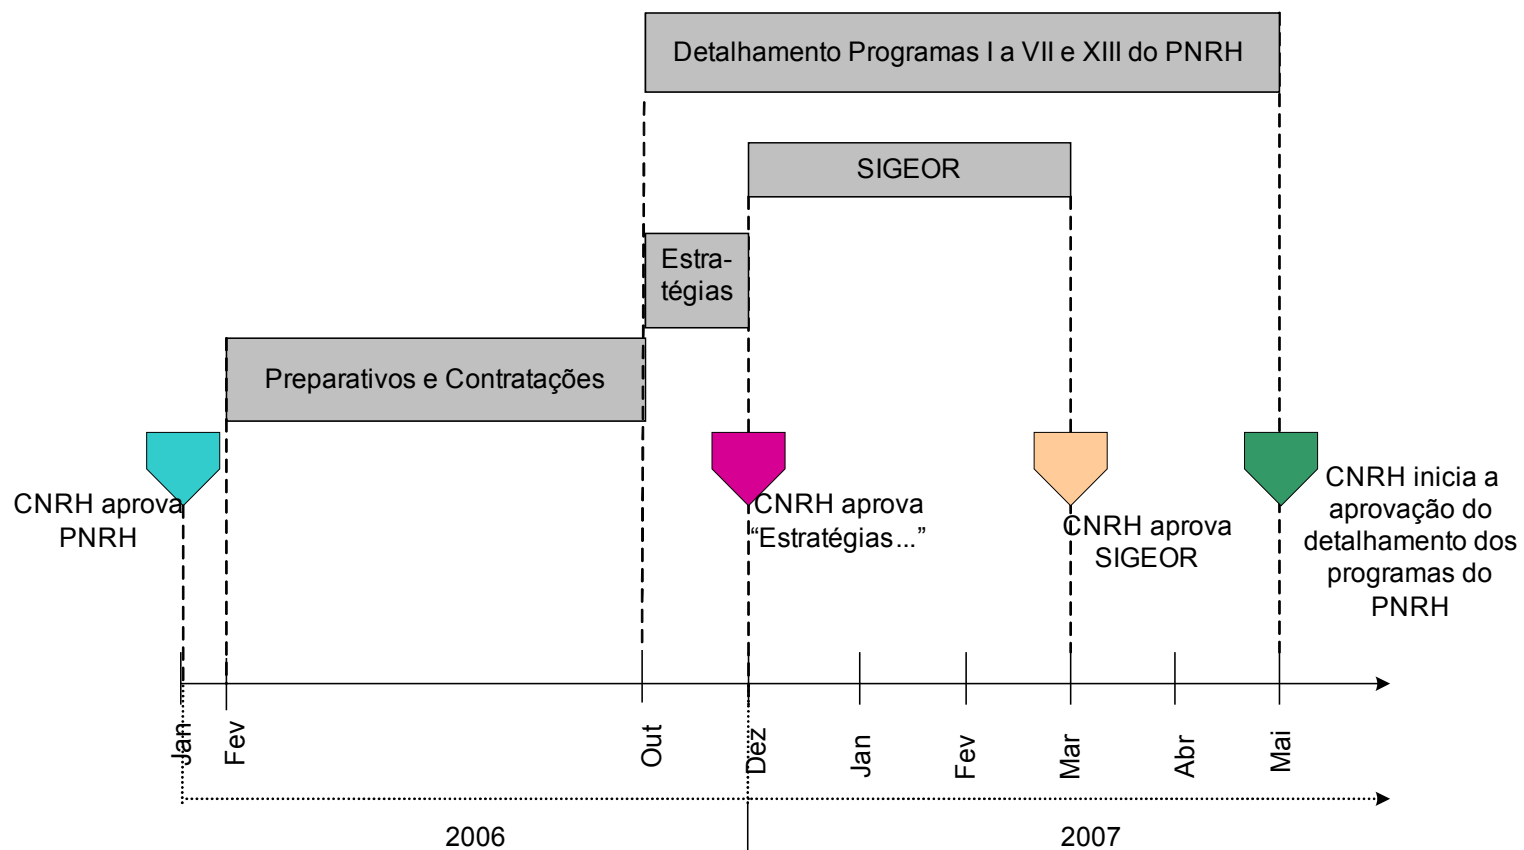 Detalhamento Programas I a VII e XIII do PNRH
SIGEOR
Estra-
tégias
Preparativos e Contratações
CNRH aprova
PNRH
CNRH aprova
“Estratégias...”
CNRH aprova
SIGEOR
CNRH inicia a
aprovação do
detalhamento dos
programas do
PNRH
Jan
Fev
Out
Dez
Jan
Fev
Mar
Abr
Mai
2006
2007